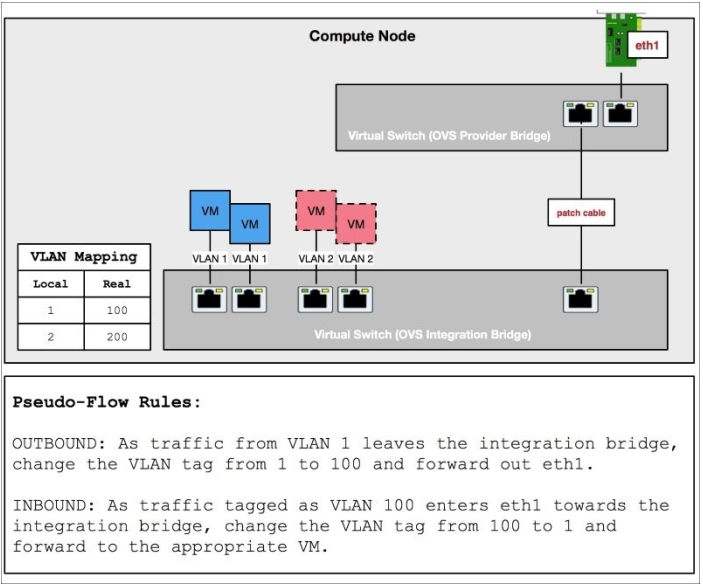 Compute Node
eth1
Virtual Switch (OVS Provider Bridge)
patch cable
VM
VM
VM
VM
VLAN 1
VLAN 1
VLAN 2
VLAN 2
VLAN Mapping
Local Real
1 100
2 200
Virtual Switch (OVS Integration Bridge)
Pseudo-Flow Rules:
OUTBOUND: As traffic from VLAN 1 leaves the integration bridge,
change the VLAN tag from 1 to 100 and forward out eth1.
INBOUND: As traffic tagged as VLAN 100 enters eth1 towards the
integration bridge, change the VLAN tag from 100 to 1 and
forward to the appropriate VM.